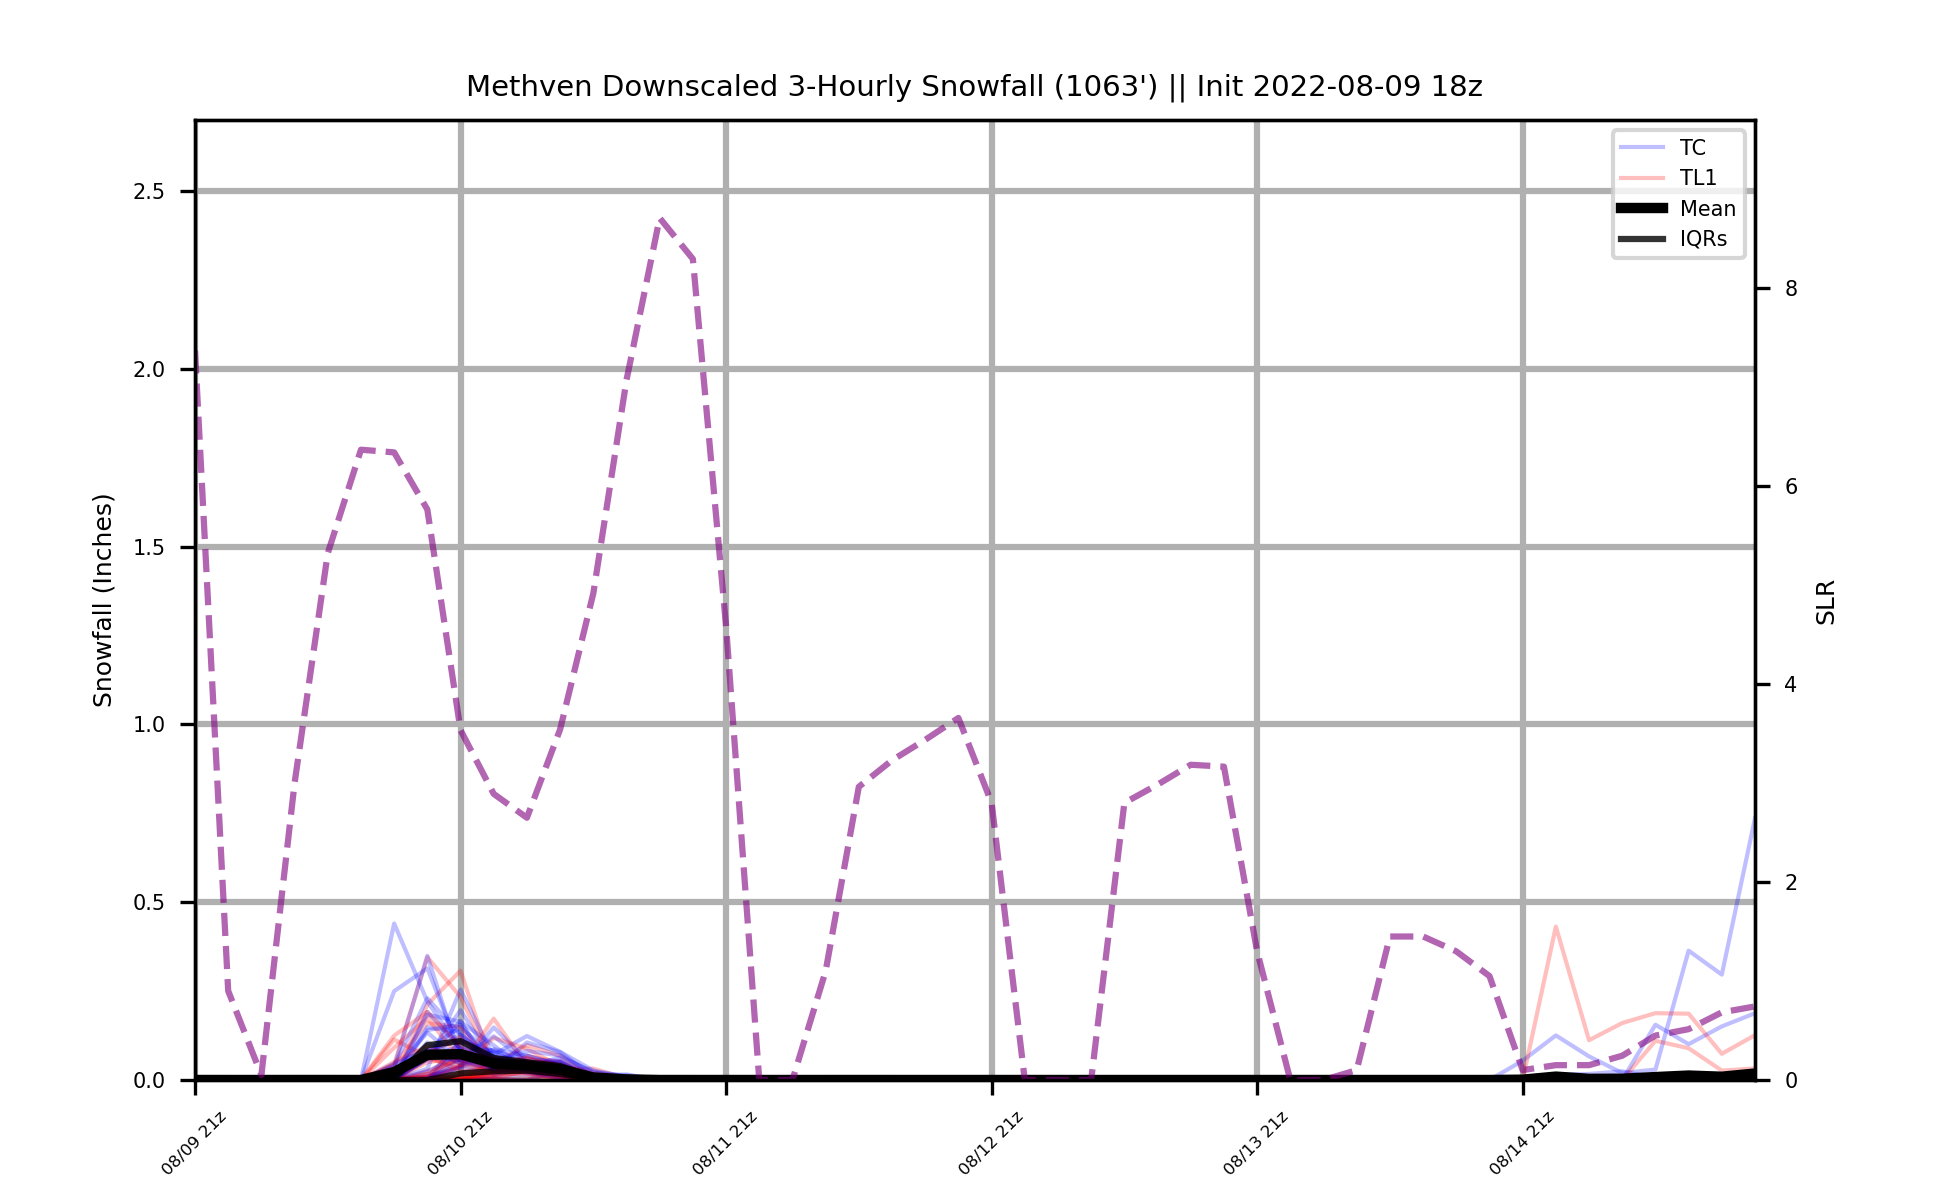 Methven Downscaled 3-Hourly Snowfall (1063') || Init 2022-08-09 18z
TC
TL1
Mean
IQRs
Snowfall (Inches)
2.5
2.0
1.5
1.0
0.5
0.0
SLR
8
6
4
2
0
08/09 21z
08/10 21z
08/11 21z
08/12 21z
08/13 21z
08/14 21z